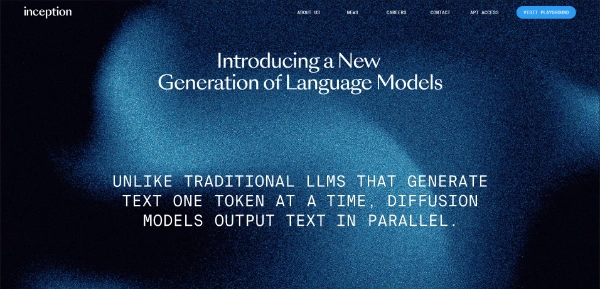 inception
ABOUT US NEWS CAREERS CONTACT API ACCESS VISIT PLAYGROUND
Introducing a New
Generation of Language Models
UNLIKE TRADITIONAL LLMS THAT GENERATE
TEXT ONE TOKEN AT A TIME, DIFFUSION
MODELS OUTPUT TEXT IN PARALLEL.